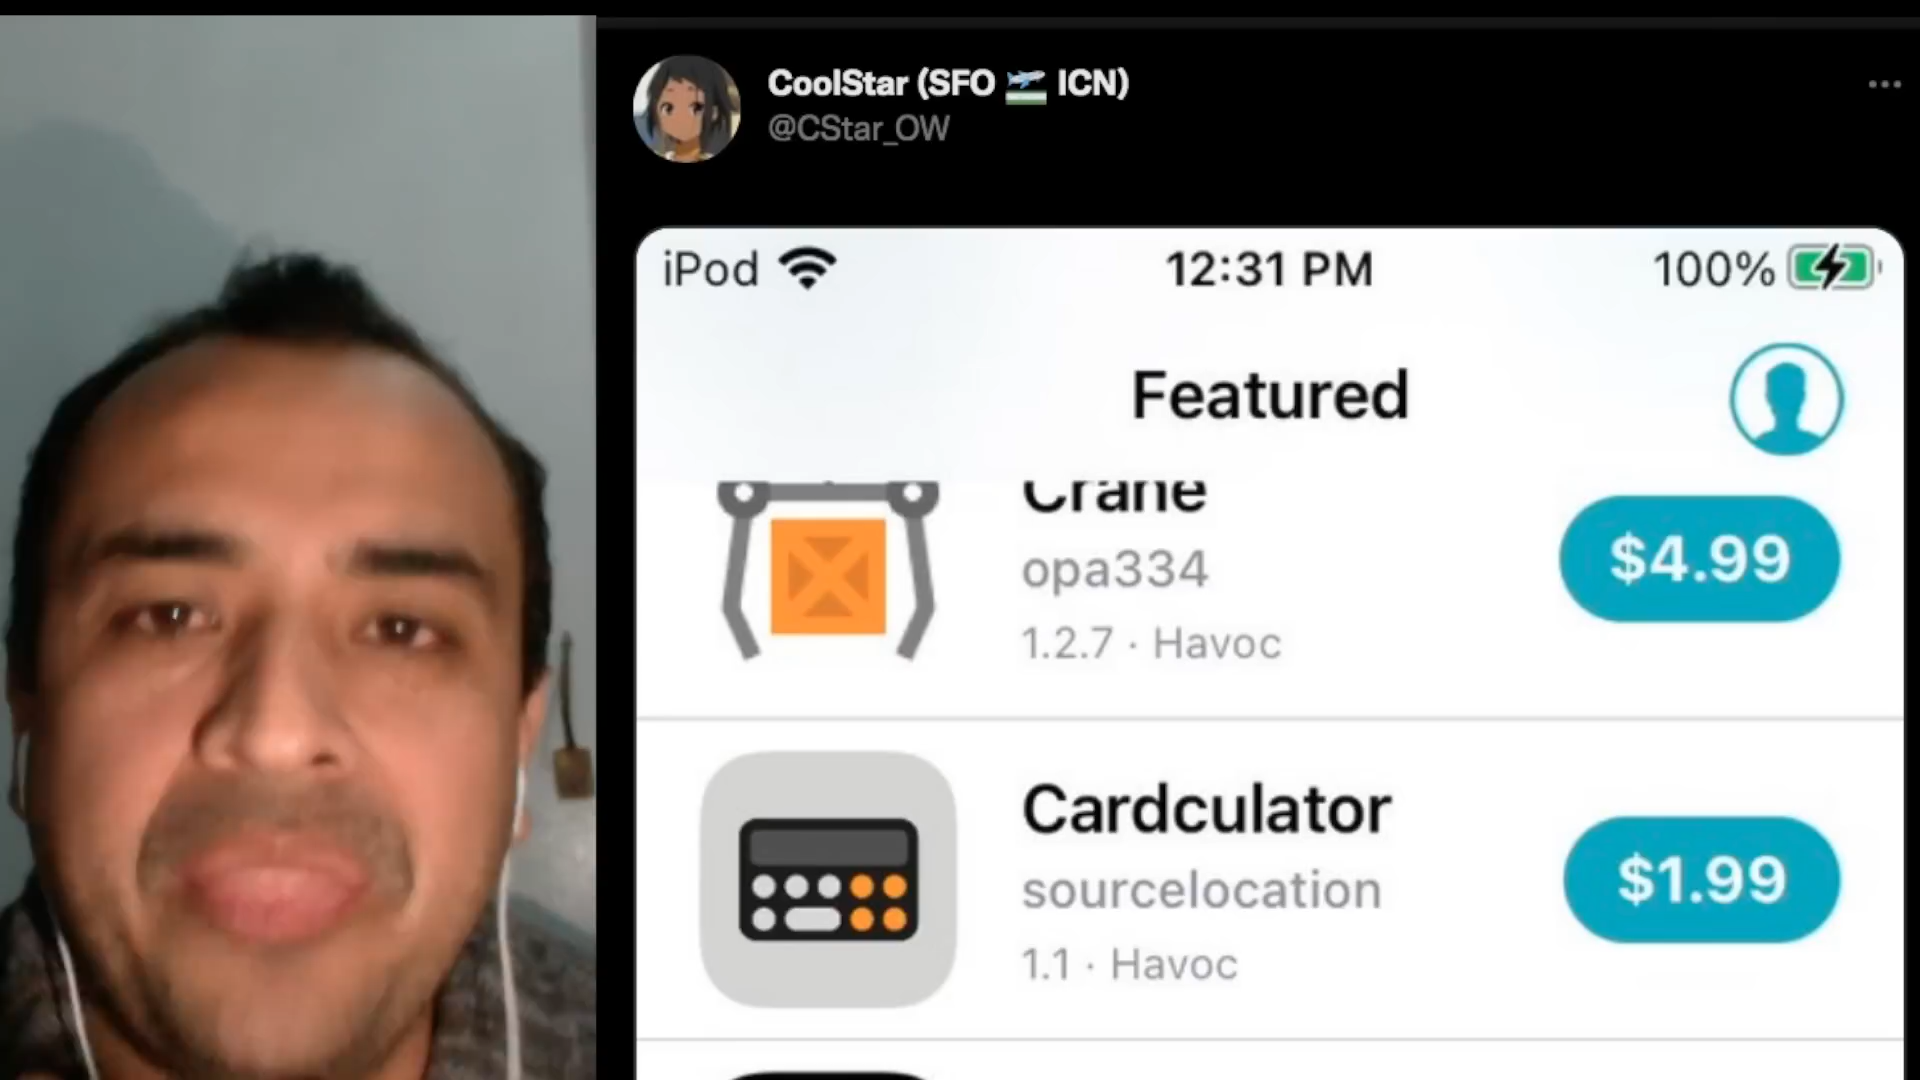 CoolStar (SFO 🛫 ICN)
@CStar_OW
iPod 12:31 PM 100%
Featured
Crane
opa334
1.2.7 · Havoc
$4.99
Cardculator
sourcelocation
1.1 · Havoc
$1.99